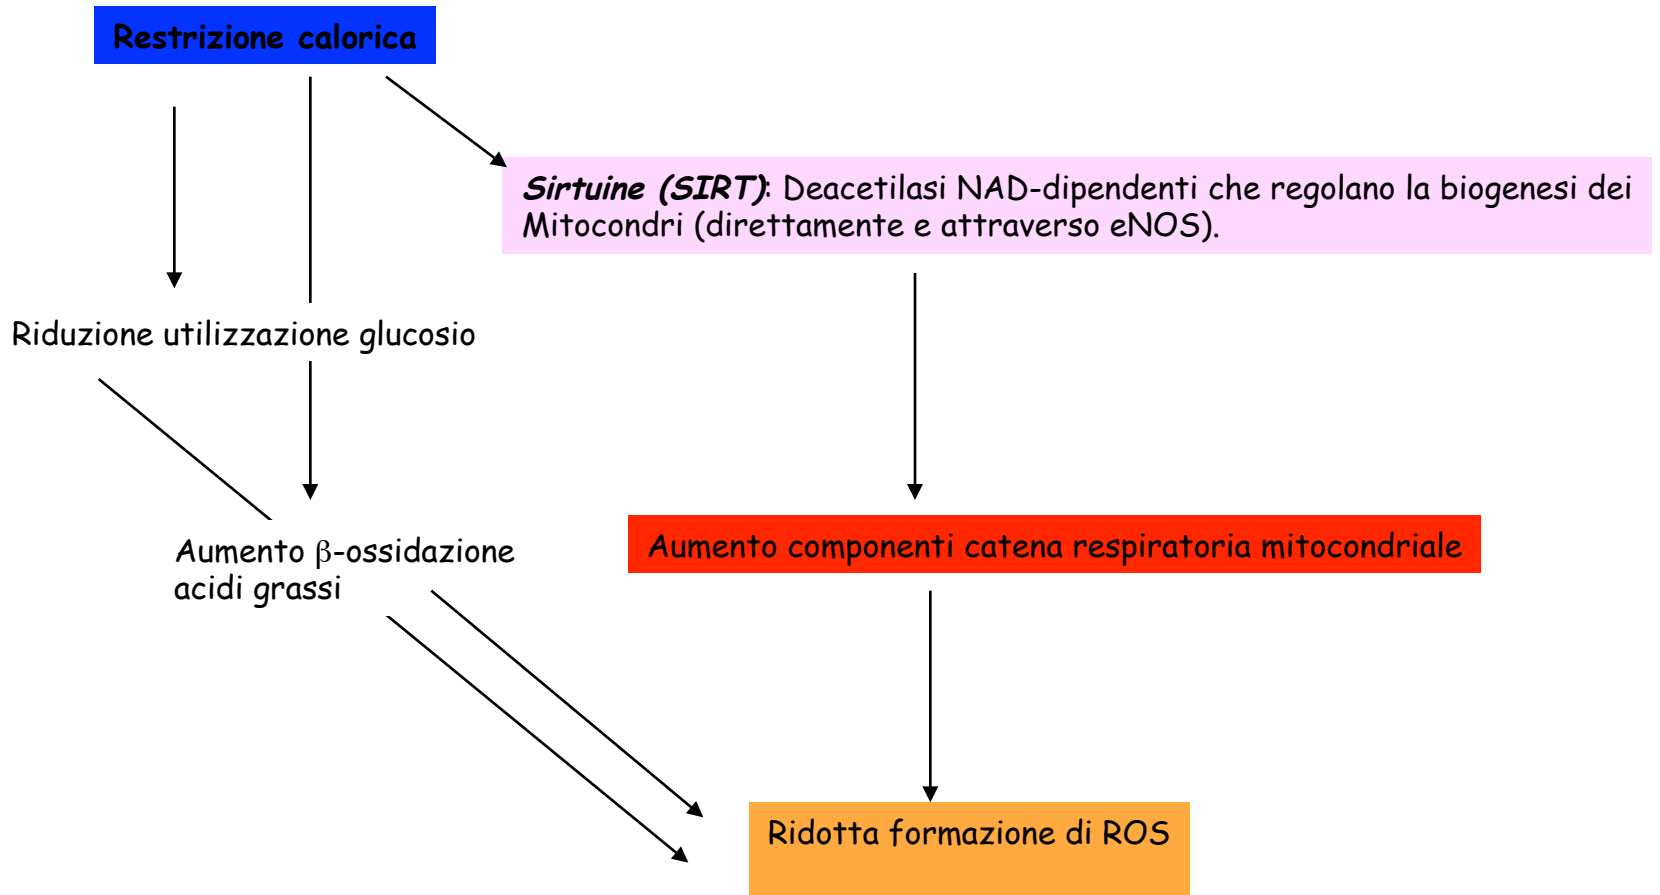 Restrizione calorica
Sirtuine (SIRT): Deacetilasi NAD-dipendenti che regolano la biogenesi dei
Mitocondri (direttamente e attraverso eNOS).
Riduzione utilizzazione glucosio
Aumento β-ossidazione
acidi grassi
Aumento componenti catena respiratoria mitocondriale
Ridotta formazione di ROS